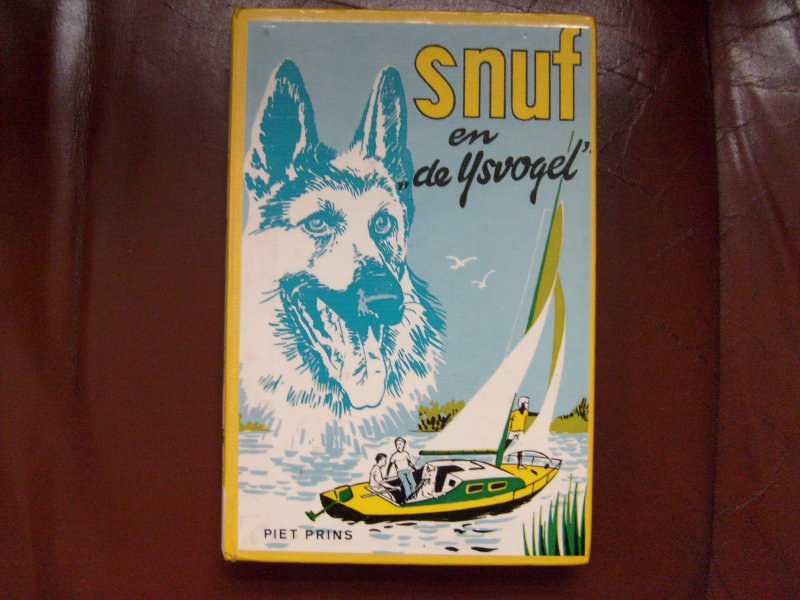 snuf
en
„de IJsvogel”
PIET PRINS